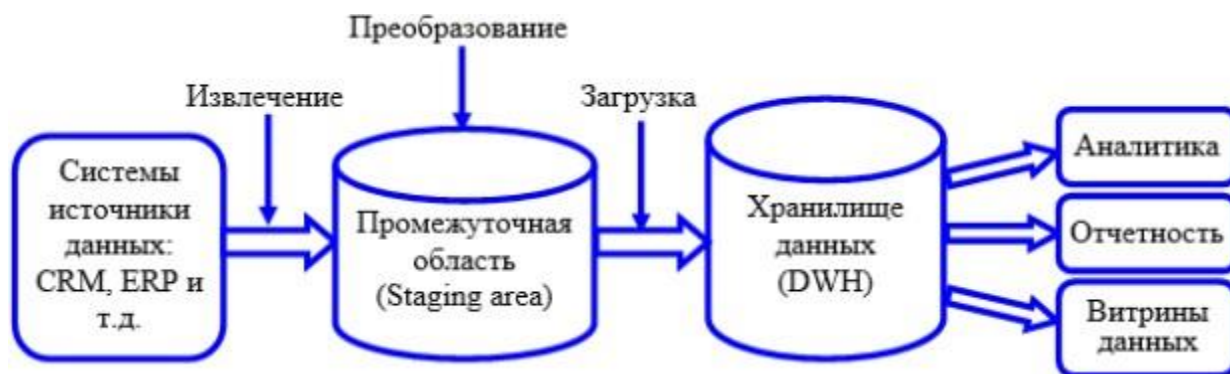 Преобразование
Извлечение
Загрузка
Системы
источники
данных:
CRM, ERP и
т.д.
Промежуточная
область
(Staging area)
Хранилище
данных
(DWH)
Аналитика
Отчетность
Витрины
данных